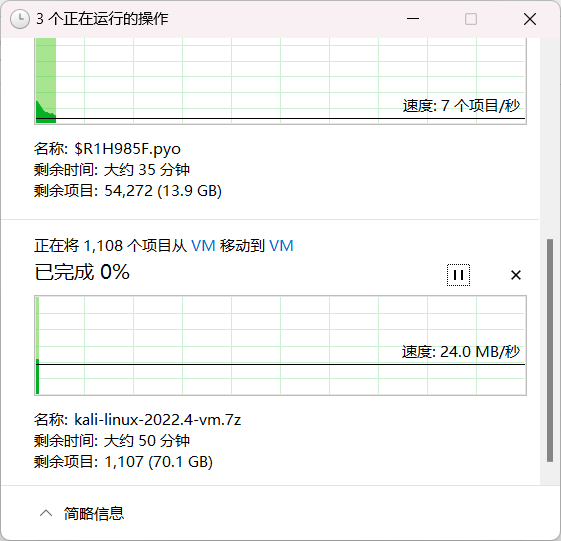 3 个正在运行的操作
速度: 7 个项目/秒
名称: $R1H985F.pyo
剩余时间: 大约 35 分钟
剩余项目: 54,272 (13.9 GB)
正在将 1,108 个项目从 VM 移动到 VM
已完成 0%
速度: 24.0 MB/秒
名称: kali-linux-2022.4-vm.7z
剩余时间: 大约 50 分钟
剩余项目: 1,107 (70.1 GB)
简略信息